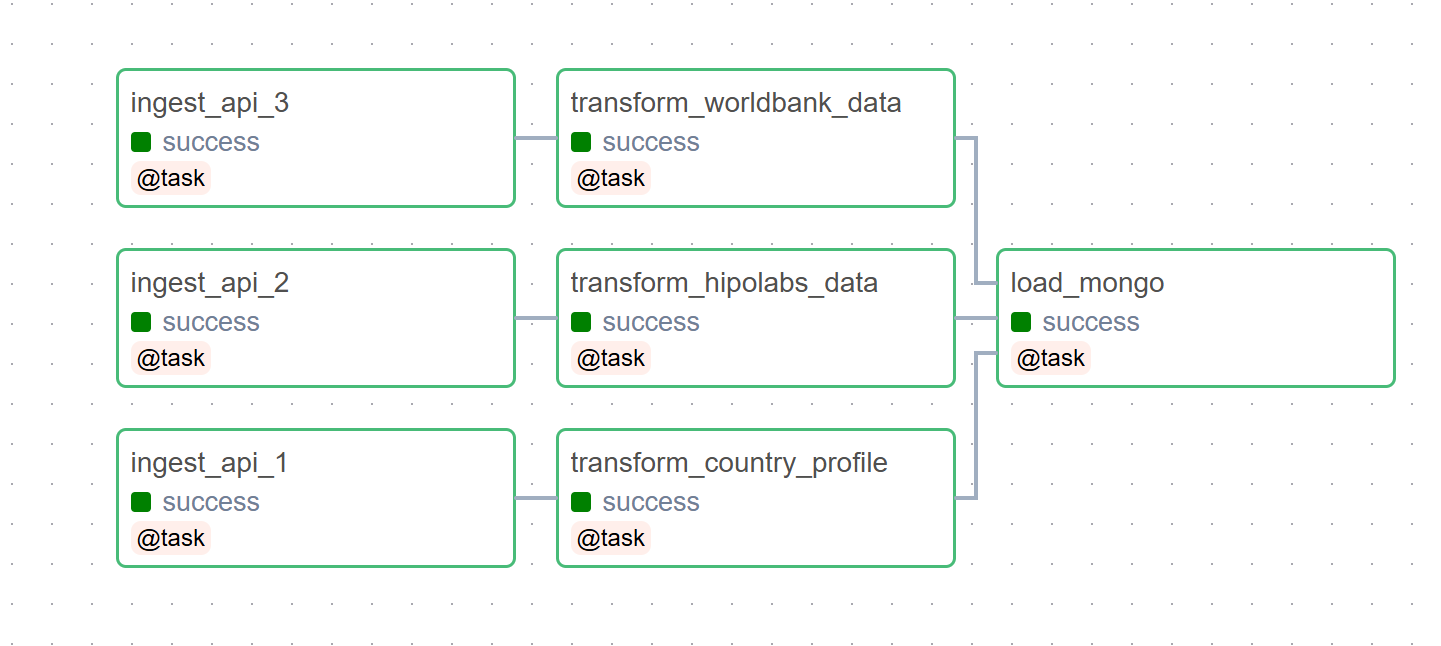 ingest_api_3
success
@task
transform_worldbank_data
success
@task
ingest_api_2
success
@task
transform_hipolabs_data
success
@task
load_mongo
success
@task
ingest_api_1
success
@task
transform_country_profile
success
@task